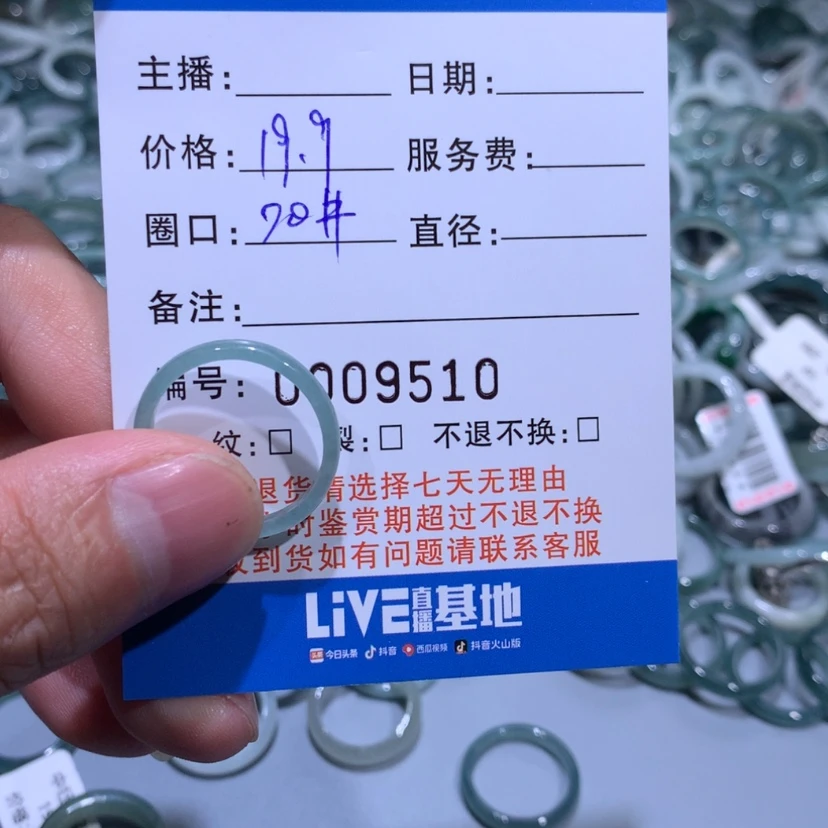 主播： 日期：
价格：19.9 服务费：
圈口：70# 直径：
备注：
编号：0009510
纹：□ 裂：□ 不退不换：□
退货请选择七天无理由
时鉴赏期超过不退不换
收到货如有问题请联系客服
LiVE直播基地
头条 今日头条 抖音 西瓜视频 抖音火山版